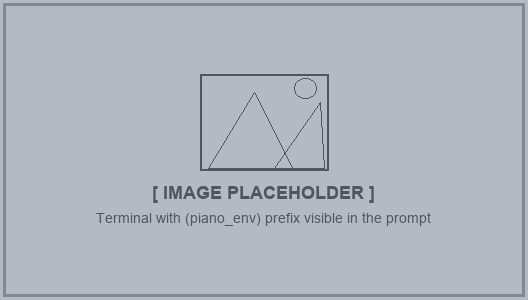 [ IMAGE PLACEHOLDER ]
Terminal with (piano_env) prefix visible in the prompt